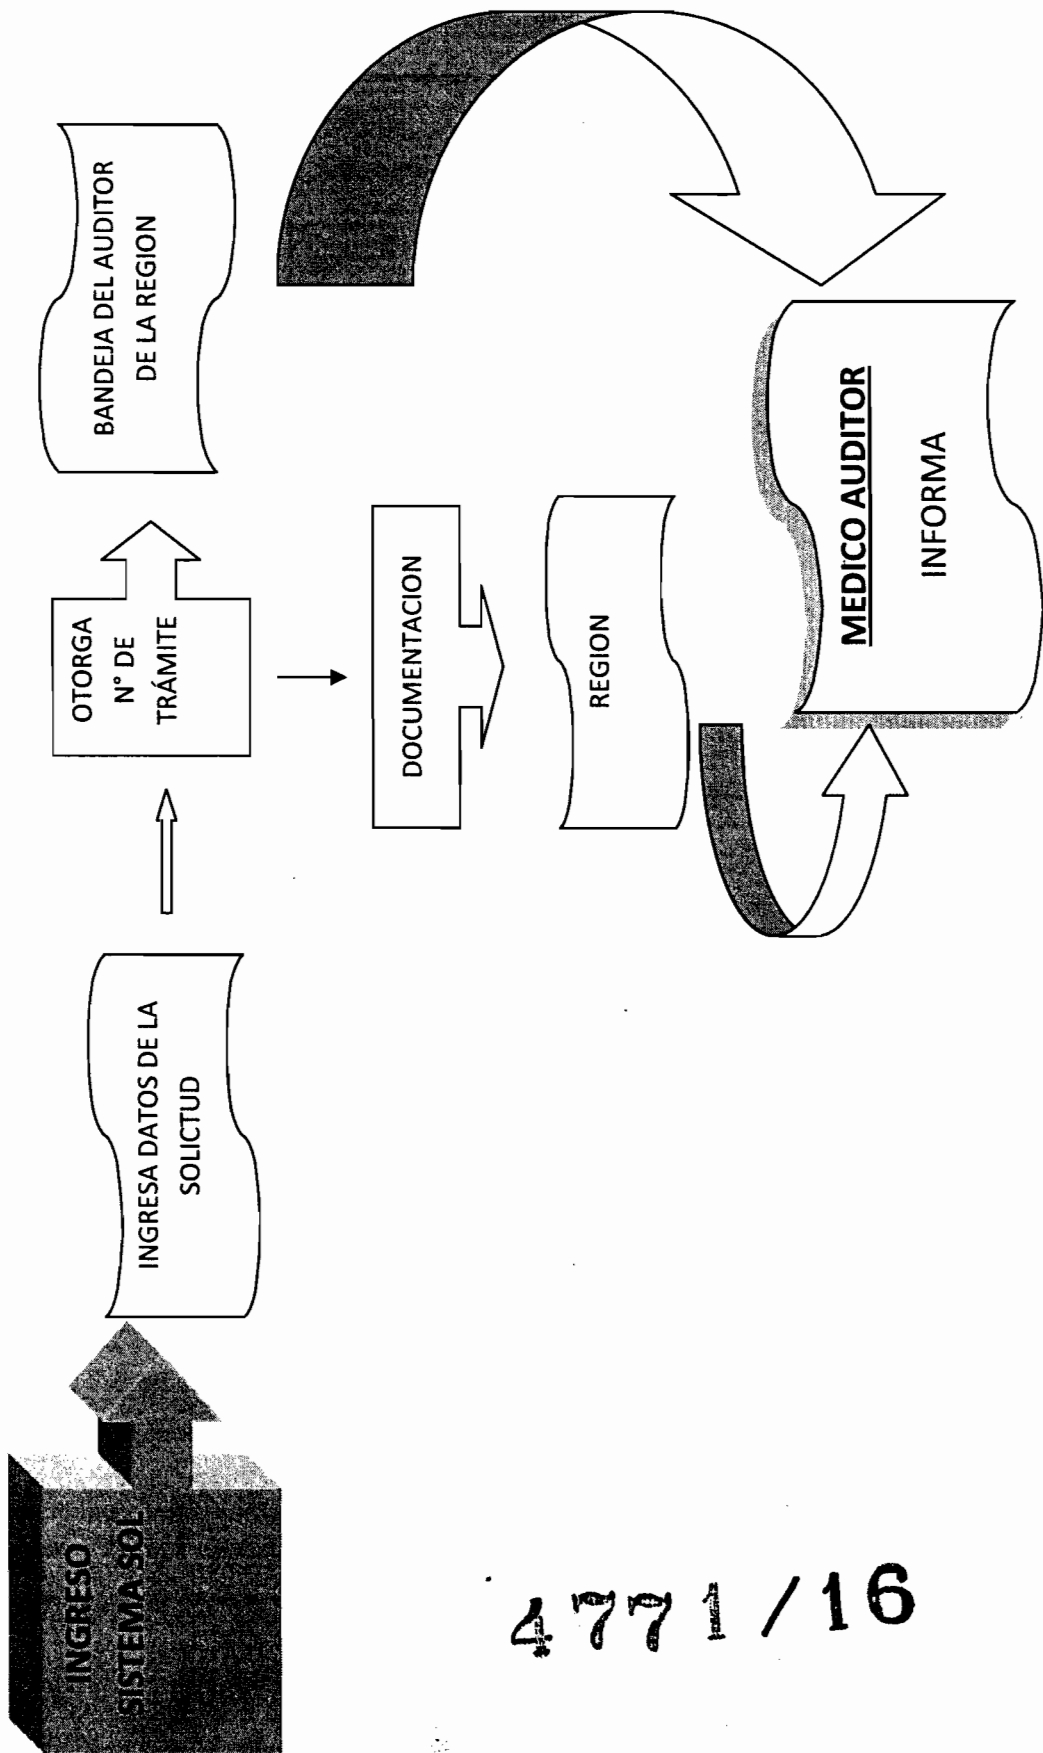 INGRESO
SISTEMA SOL
INGRESA DATOS DE LA
SOLICTUD
OTORGA
N° DE
TRÁMITE
BANDEJA DEL AUDITOR
DE LA REGION
DOCUMENTACION
REGION
MEDICO AUDITOR
INFORMA
4771/16